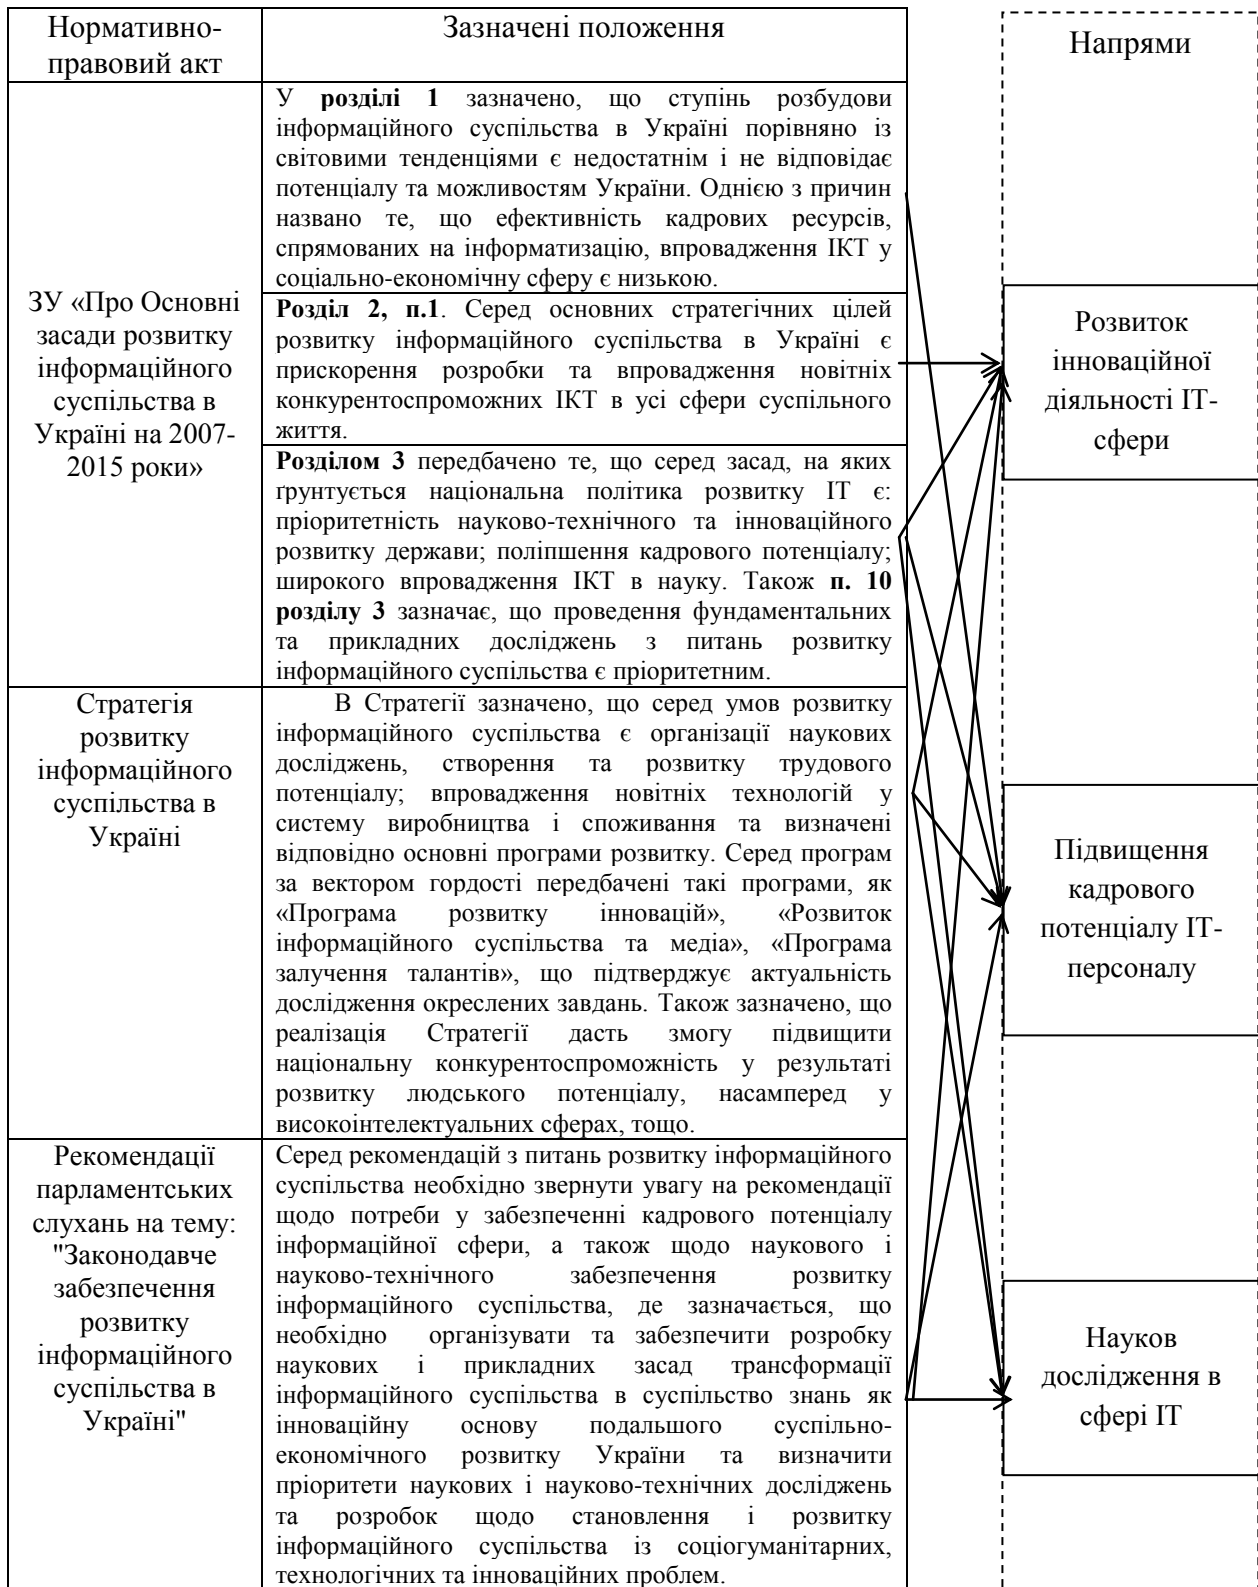 Нормативно-
правовий акт
Зазначені положення
Напрями
ЗУ «Про Основні
засади розвитку
інформаційного
суспільства в
Україні на 2007-
2015 роки»
У розділі 1 зазначено, що ступінь розбудови
інформаційного суспільства в Україні порівняно із
світовими тенденціями є недостатнім і не відповідає
потенціалу та можливостям України. Однією з причин
названо те, що ефективність кадрових ресурсів,
спрямованих на інформатизацію, впровадження ІКТ у
соціально-економічну сферу є низькою.
Розділ 2, п.1. Серед основних стратегічних цілей
розвитку інформаційного суспільства в Україні є
прискорення розробки та впровадження новітніх
конкурентоспроможних ІКТ в усі сфери суспільного
життя.
Розділом 3 передбачено те, що серед засад, на яких
ґрунтується національна політика розвитку ІТ є:
пріоритетність науково-технічного та інноваційного
розвитку держави; поліпшення кадрового потенціалу;
широкого впровадження ІКТ в науку. Також п. 10
розділу 3 зазначає, що проведення фундаментальних
та прикладних досліджень з питань розвитку
інформаційного суспільства є пріоритетним.
Стратегія
розвитку
інформаційного
суспільства в
Україні
В Стратегії зазначено, що серед умов розвитку
інформаційного суспільства є організації наукових
досліджень, створення та розвитку трудового
потенціалу; впровадження новітніх технологій у
систему виробництва і споживання та визначені
відповідно основні програми розвитку. Серед програм
за вектором гордості передбачені такі програми, як
«Програма розвитку інновацій», «Розвиток
інформаційного суспільства та медіа», «Програма
залучення талантів», що підтверджує актуальність
дослідження окреслених завдань. Також зазначено, що
реалізація Стратегії дасть змогу підвищити
національну конкурентоспроможність у результаті
розвитку людського потенціалу, насамперед у
високоінтелектуальних сферах, тощо.
Рекомендації
парламентських
слухань на тему:
"Законодавче
забезпечення
розвитку
інформаційного
суспільства в
Україні"
Серед рекомендацій з питань розвитку інформаційного
суспільства необхідно звернути увагу на рекомендації
щодо потреби у забезпеченні кадрового потенціалу
інформаційної сфери, а також щодо наукового і
науково-технічного забезпечення розвитку
інформаційного суспільства, де зазначається, що
необхідно організувати та забезпечити розробку
наукових і прикладних засад трансформації
інформаційного суспільства в суспільство знань як
інноваційну основу подальшого суспільно-
економічного розвитку України та визначити
пріоритети наукових і науково-технічних досліджень
та розробок щодо становлення і розвитку
інформаційного суспільства із соціогуманітарних,
технологічних та інноваційних проблем.
Розвиток
інноваційної
діяльності ІТ-
сфери
Підвищення
кадрового
потенціалу ІТ-
персоналу
Науков
дослідження в
сфері ІТ